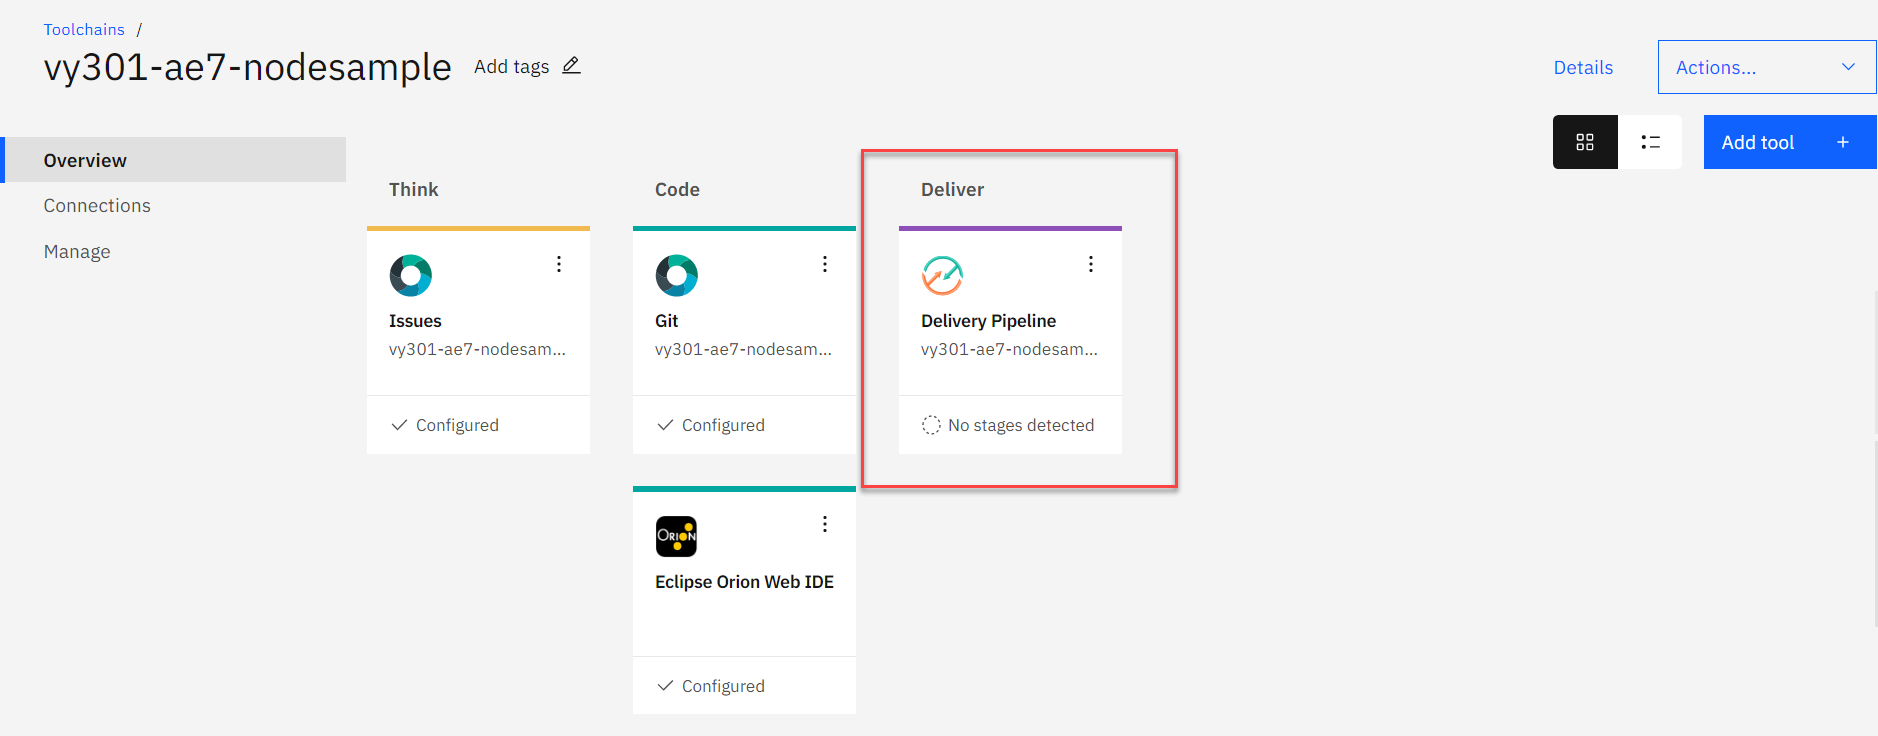 Toolchains /
vy301-ae7-nodesample
Add tags
Details
Actions...
Add tool +
Overview
Connections
Manage
Think
Issues
vy301-ae7-nodesam...
Configured
Code
Git
vy301-ae7-nodesam...
Configured
ORION
Eclipse Orion Web IDE
Configured
Deliver
Delivery Pipeline
vy301-ae7-nodesam...
No stages detected